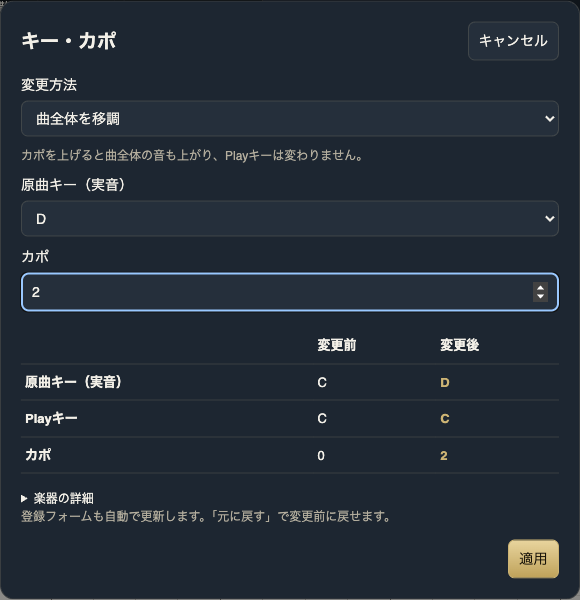 キー・カポ
キャンセル
変更方法
曲全体を移調
カポを上げると曲全体の音も上がり、Playキーは変わりません。
原曲キー（実音）
D
カポ
2
変更前 変更後
原曲キー（実音） C D
Playキー C C
カポ 0 2
▶ 楽器の詳細
登録フォームも自動で更新します。「元に戻す」で変更前に戻せます。
適用